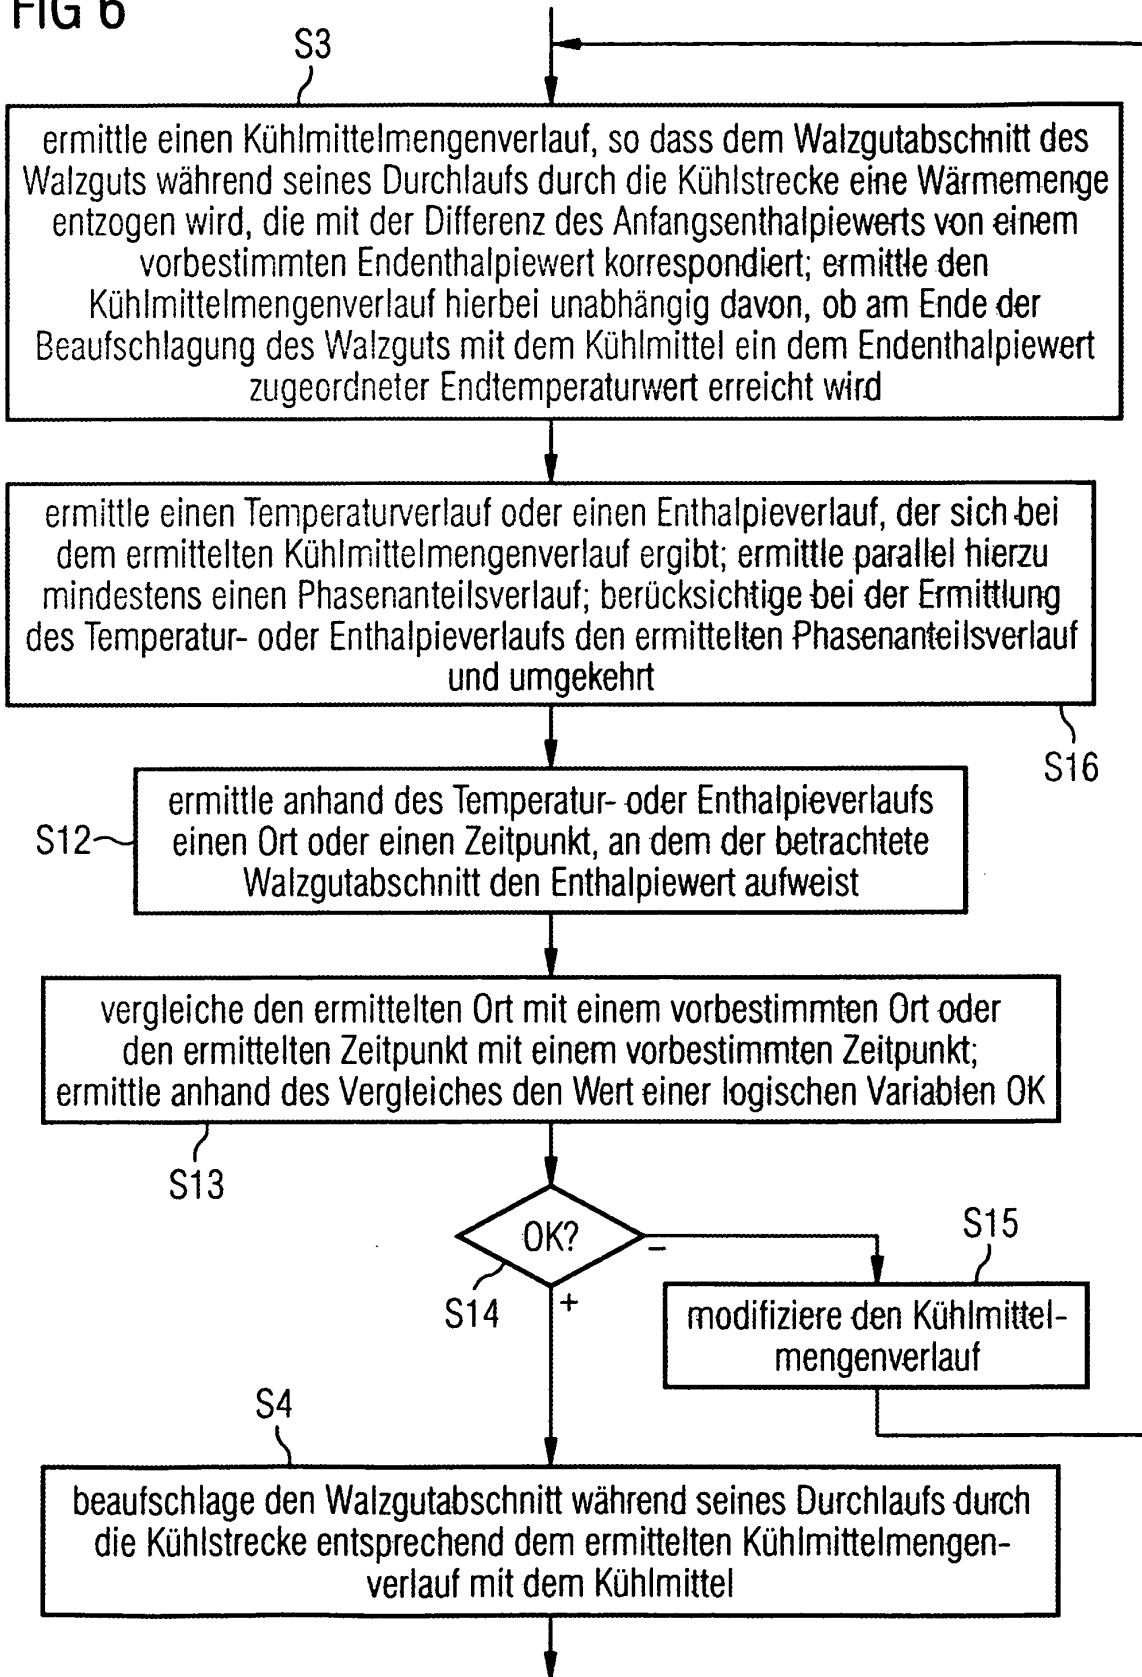 FIG 6
S3
ermittle einen Kühlmittelmengenverlauf, so dass dem Walzgutabschnitt des
Walzguts während seines Durchlaufs durch die Kühlstrecke eine Wärmemenge
entzogen wird, die mit der Differenz des Anfangsenthalpiewerts von einem
vorbestimmten Endenthalpiewert korrespondiert; ermittle den
Kühlmittelmengenverlauf hierbei unabhängig davon, ob am Ende der
Beaufschlagung des Walzguts mit dem Kühlmittel ein dem Endenthalpiewert
zugeordneter Endtemperaturwert erreicht wird
ermittle einen Temperaturverlauf oder einen Enthalpieverlauf, der sich bei
dem ermittelten Kühlmittelmengenverlauf ergibt; ermittle parallel hierzu
mindestens einen Phasenanteilsverlauf; berücksichtige bei der Ermittlung
des Temperatur- oder Enthalpieverlaufs den ermittelten Phasenanteilsverlauf
und umgekehrt
S16
S12
ermittle anhand des Temperatur- oder Enthalpieverlaufs
einen Ort oder einen Zeitpunkt, an dem der betrachtete
Walzgutabschnitt den Enthalpiewert aufweist
vergleiche den ermittelten Ort mit einem vorbestimmten Ort oder
den ermittelten Zeitpunkt mit einem vorbestimmten Zeitpunkt;
ermittle anhand des Vergleiches den Wert einer logischen Variablen OK
S13
OK?
–
S14
+
S15
modifiziere den Kühlmittel-
mengenverlauf
S4
beaufschlage den Walzgutabschnitt während seines Durchlaufs durch
die Kühlstrecke entsprechend dem ermittelten Kühlmittelmengen-
verlauf mit dem Kühlmittel